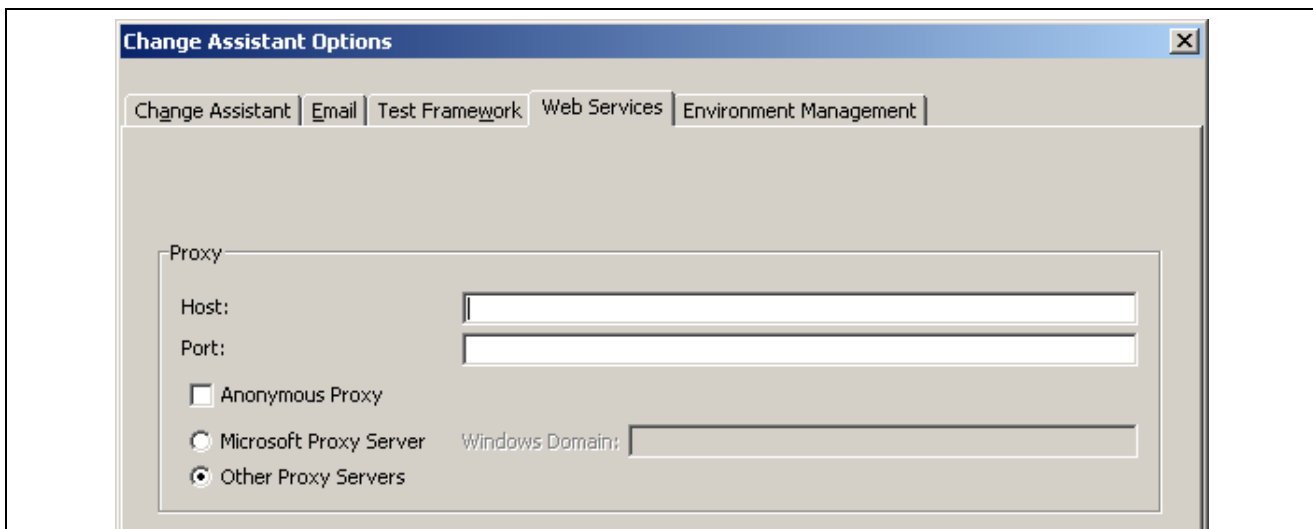 Change Assistant Options
Change Assistant Email Test Framework Web Services Environment Management
Proxy
Host:
Port:
Anonymous Proxy
Microsoft Proxy Server Windows Domain:
Other Proxy Servers